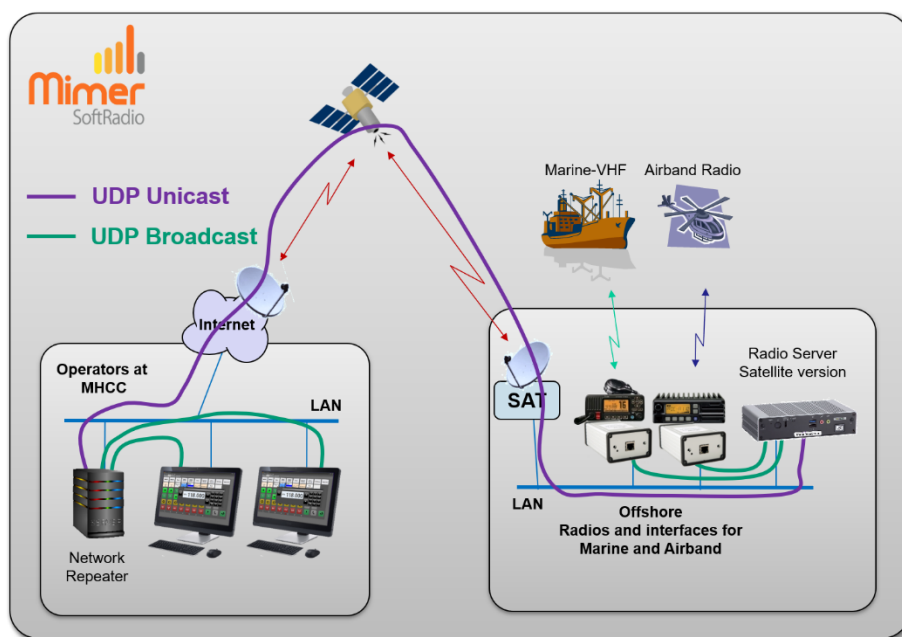 Mimer
SoftRadio
UDP Unicast
UDP Broadcast
Marine-VHF
Airband Radio
Internet
Operators at
MHCC
LAN
Network
Repeater
SAT
Radio Server
Satellite version
LAN
Offshore
Radios and interfaces for
Marine and Airband